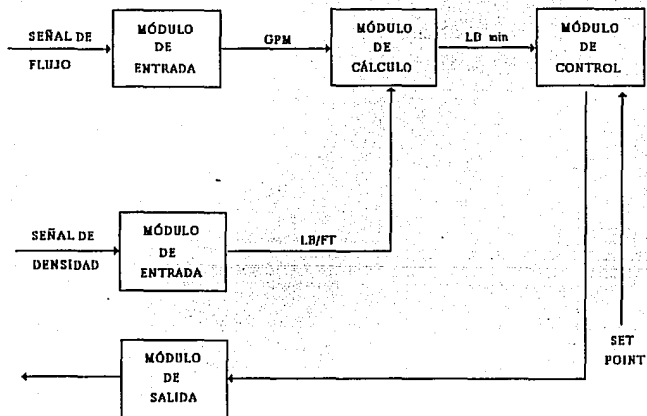 SEÑAL DE
FLUJO
MÓDULO
DE
ENTRADA
GPM
MÓDULO
DE
CÁLCULO
LB min
MÓDULO
DE
CONTROL
SEÑAL DE
DENSIDAD
MÓDULO
DE
ENTRADA
LB/FT
SET
POINT
MÓDULO
DE
SALIDA